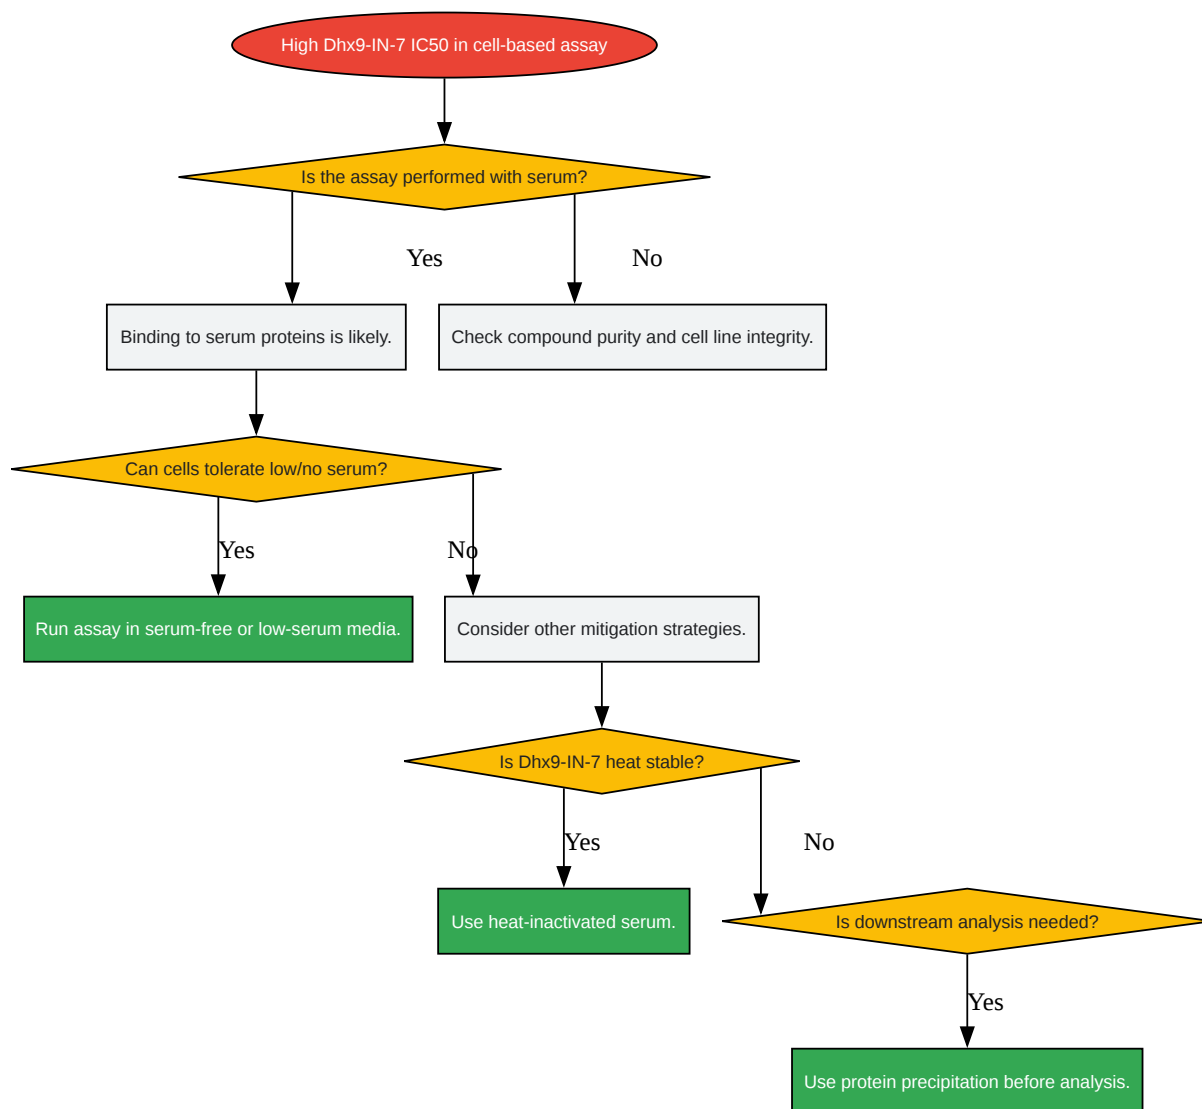 High Dhx9-IN-7 IC50 in cell-based assay
Is the assay performed with serum?
Yes
No
Binding to serum proteins is likely.
Check compound purity and cell line integrity.
Can cells tolerate low/no serum?
Yes
No
Run assay in serum-free or low-serum media.
Consider other mitigation strategies.
Is Dhx9-IN-7 heat stable?
Yes
No
Use heat-inactivated serum.
Is downstream analysis needed?
Yes
Use protein precipitation before analysis.